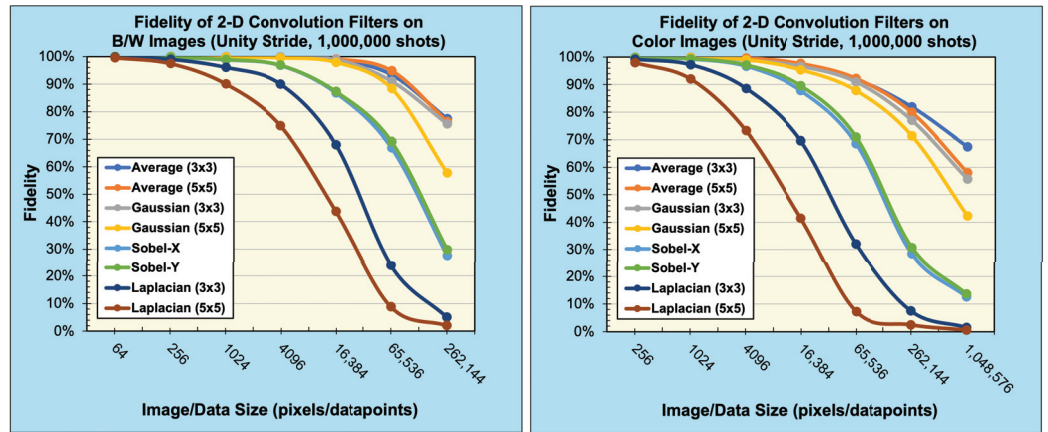 Fidelity of 2-D Convolution Filters on
B/W Images (Unity Stride, 1,000,000 shots)
100%
90%
80%
70%
60%
50%
40%
30%
20%
10%
0%
Fidelity
Average (3x3)
Average (5x5)
Gaussian (3x3)
Gaussian (5x5)
Sobel-X
Sobel-Y
Laplacian (3x3)
Laplacian (5x5)
64
256
1024
4096
16,384
65,536
262,144
Image/Data Size (pixels/datapoints)
Fidelity of 2-D Convolution Filters on
Color Images (Unity Stride, 1,000,000 shots)
100%
90%
80%
70%
60%
50%
40%
30%
20%
10%
0%
Fidelity
Average (3x3)
Average (5x5)
Gaussian (3x3)
Gaussian (5x5)
Sobel-X
Sobel-Y
Laplacian (3x3)
Laplacian (5x5)
256
1024
4096
16,384
65,536
262,144
1,048,576
Image/Data Size (pixels/datapoints)